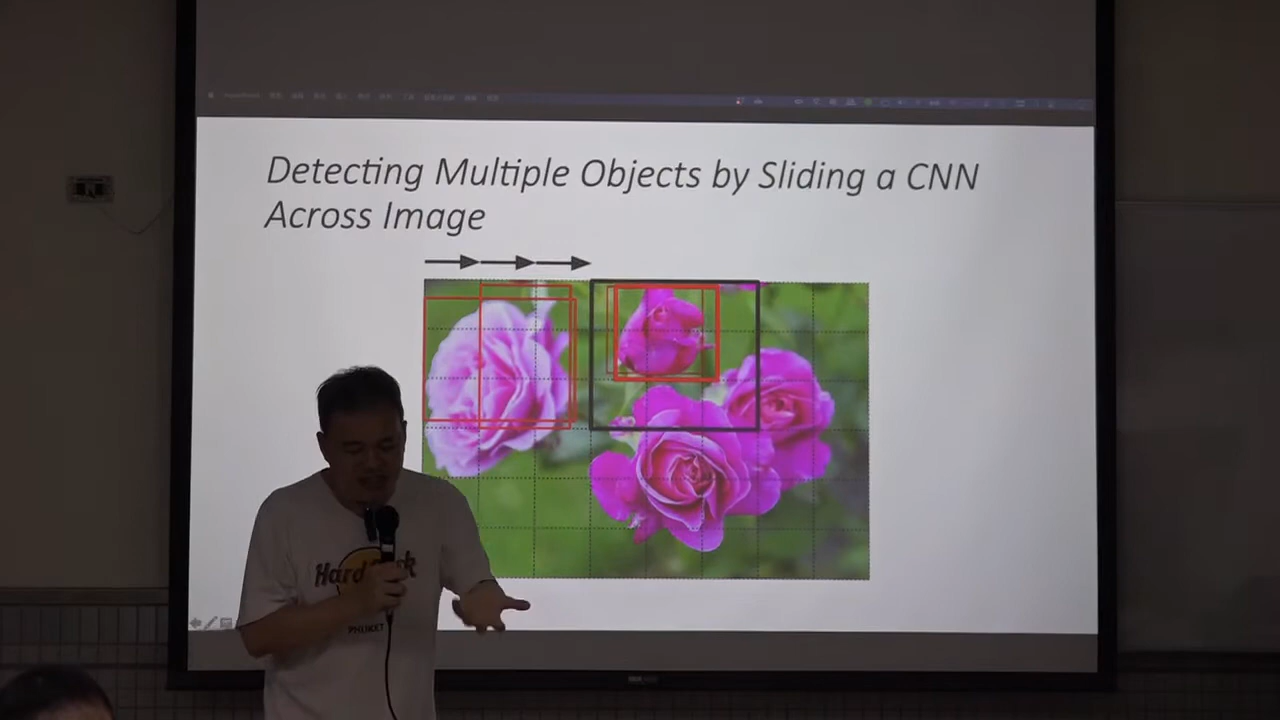 Detecting Multiple Objects by Sliding a CNN
Across Image
PHUKET